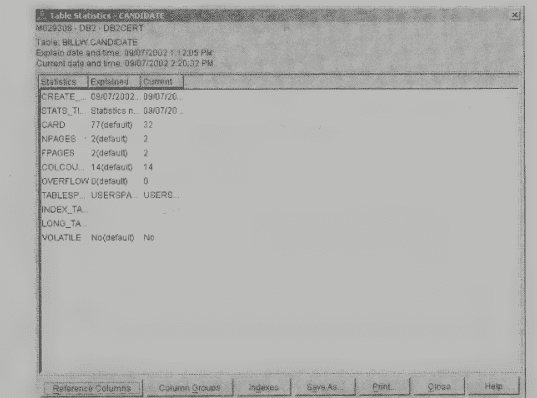 Table Statistics - CANDIDATE
M029308 - DB2 - DB2CERT
Table: BILLW.CANDIDATE
Explain date and time: 09/07/2002 1:12:05 PM
Current date and time: 09/07/2002 2:20:32 PM
Statistics Explained Current
CREATE_... 09/07/2002... 09/07/20...
STATS_TI... Statistics n... 09/07/20...
CARD 77(default) 32
NPAGES 2(default) 2
FPAGES 2(default) 2
COLCOU... 14(default) 14
OVERFLOW 0(default) 0
TABLESP... USERSPA... USERS...
INDEX_TA...
LONG_TA...
VOLATILE No(default) No
Reference Columns Column Groups Indexes Save As... Print... Close Help